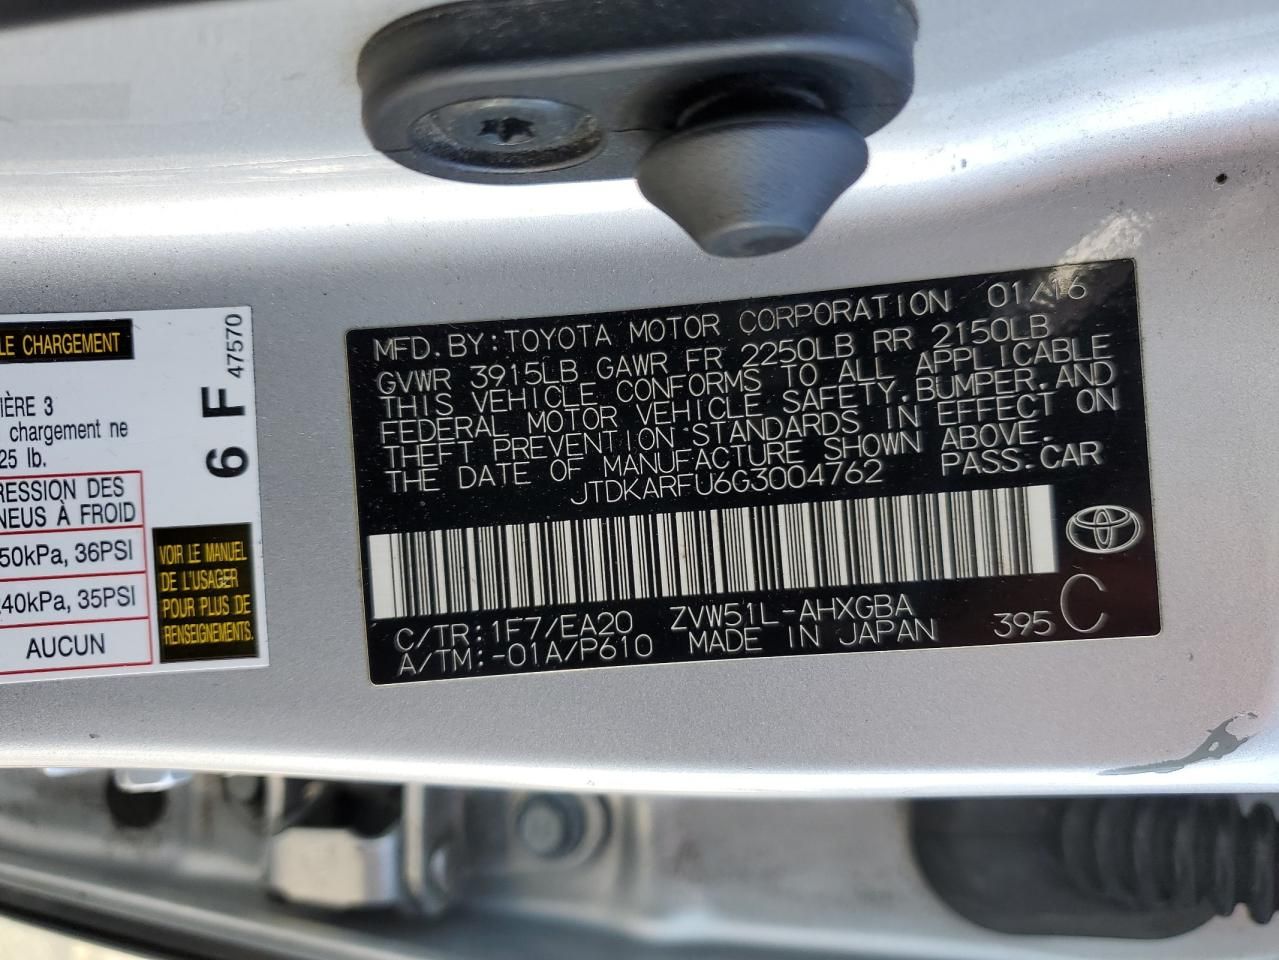 LE CHARGEMENT
IÈRE 3
chargement ne
25 lb.
RESSION DES
NEUS À FROID
50kPa, 36PSI
40kPa, 35PSI
AUCUN
6 F
47570
VOIR LE MANUEL
DE L'USAGER
POUR PLUS DE
RENSEIGNEMENTS.
MFD. BY: TOYOTA MOTOR CORPORATION 01/16
GVWR 3915LB GAWR FR 2250LB RR 2150LB
THIS VEHICLE CONFORMS TO ALL APPLICABLE
FEDERAL MOTOR VEHICLE SAFETY, BUMPER, AND
THEFT PREVENTION STANDARDS IN EFFECT ON
THE DATE OF MANUFACTURE SHOWN ABOVE.
JTDKARFU6G3004762 PASS. CAR
C/TR: 1F7/EA20 ZVW51L-AHXGBA
A/TM:-01A/P610 MADE IN JAPAN 395 C